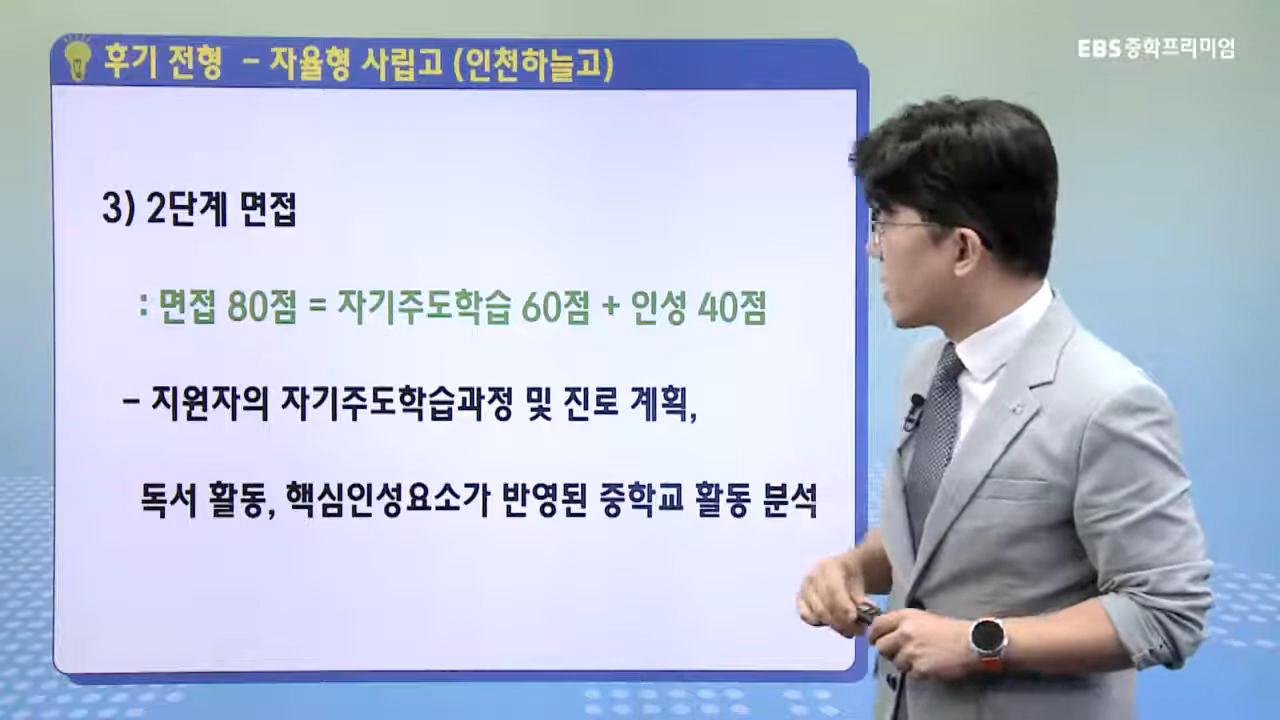 후기 전형 - 자율형 사립고 (인천하늘고)
EBS 중학프리미엄
3) 2단계 면접
: 면접 80점 = 자기주도학습 60점 + 인성 40점
- 지원자의 자기주도학습과정 및 진로 계획,
독서 활동, 핵심인성요소가 반영된 중학교 활동 분석